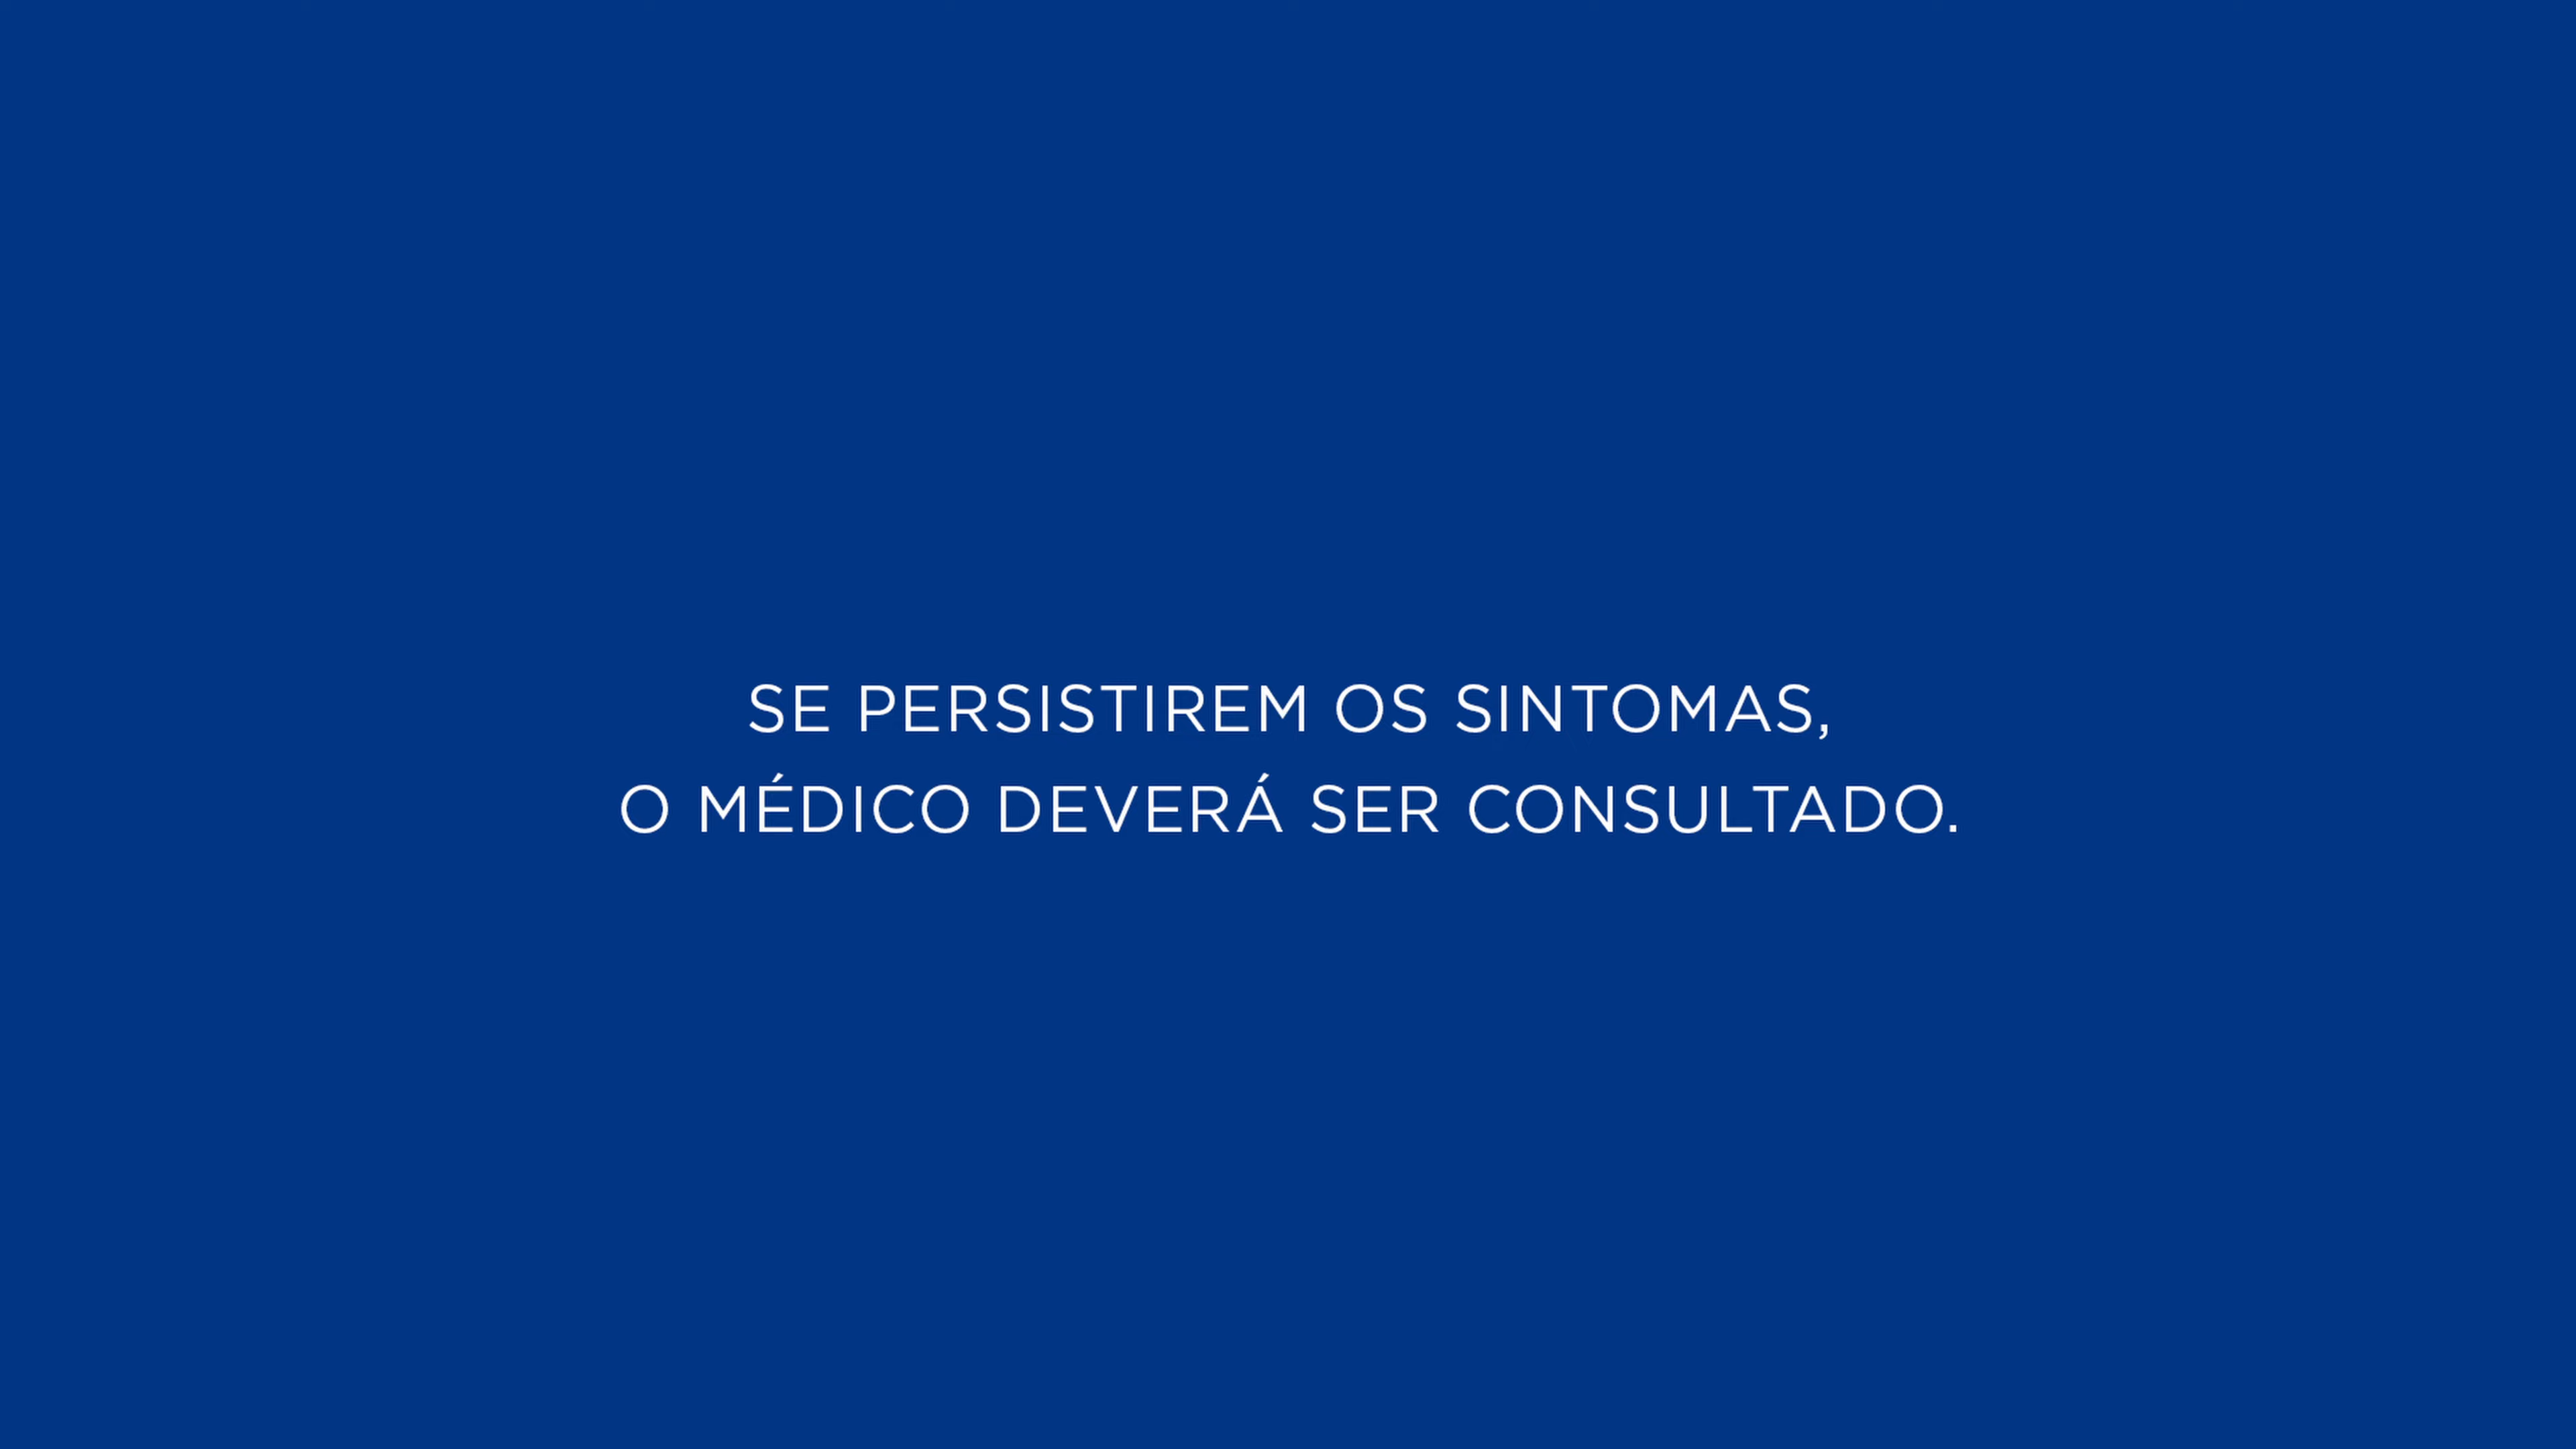 SE PERSISTIREM OS SINTOMAS,
O MÉDICO DEVERÁ SER CONSULTADO.